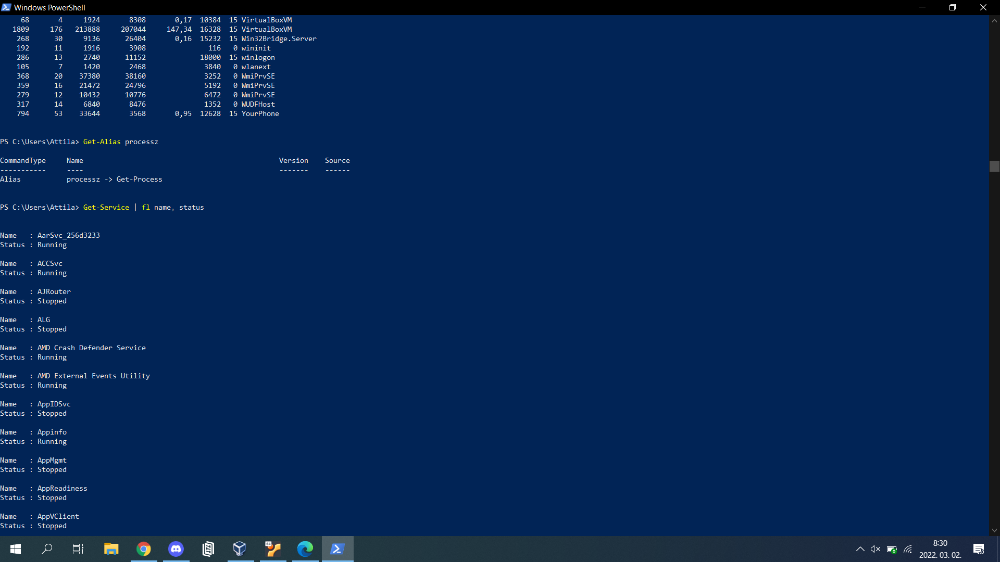 Windows PowerShell
68 4 1924 8308 0,17 10384 15 VirtualBoxVM
1809 176 213888 207044 147,34 16328 15 VirtualBoxVM
268 30 9136 26404 0,16 15232 15 Win32Bridge.Server
192 11 1916 3908 116 0 wininit
286 13 2740 11152 18000 15 winlogon
105 7 1420 2468 3840 0 wlanext
368 20 37380 38160 3252 0 WmiPrvSE
359 16 21472 24796 5192 0 WmiPrvSE
279 12 10432 10776 6472 0 WmiPrvSE
317 14 6840 8476 1352 0 WUDFHost
794 53 33644 3568 0,95 12628 15 YourPhone
PS C:\Users\Attila> Get-Alias processz
CommandType Name Version Source
----------- ---- ------- ------
Alias processz -> Get-Process
PS C:\Users\Attila> Get-Service | fl name, status
Name : AarSvc_256d3233
Status : Running
Name : ACCSvc
Status : Running
Name : AJRouter
Status : Stopped
Name : ALG
Status : Stopped
Name : AMD Crash Defender Service
Status : Running
Name : AMD External Events Utility
Status : Running
Name : AppIDSvc
Status : Stopped
Name : Appinfo
Status : Running
Name : AppMgmt
Status : Stopped
Name : AppReadiness
Status : Stopped
Name : AppVClient
Status : Stopped
64
8:30
2022. 03. 02.